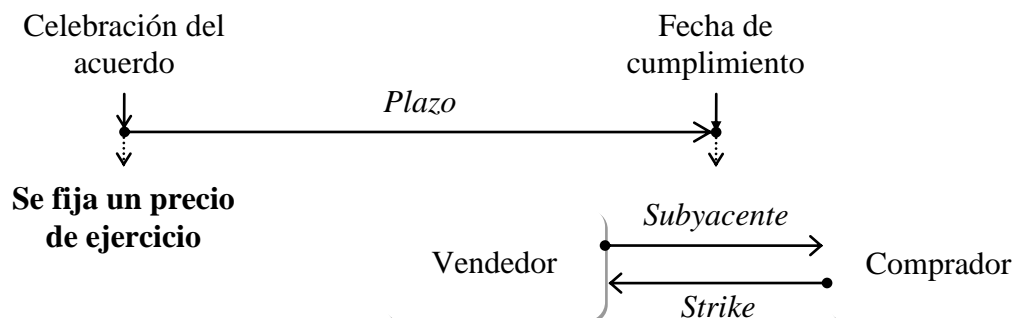 Celebración del
acuerdo
Fecha de
cumplimiento
Plazo
Se fija un precio
de ejercicio
Subyacente
Vendedor
Comprador
Strike